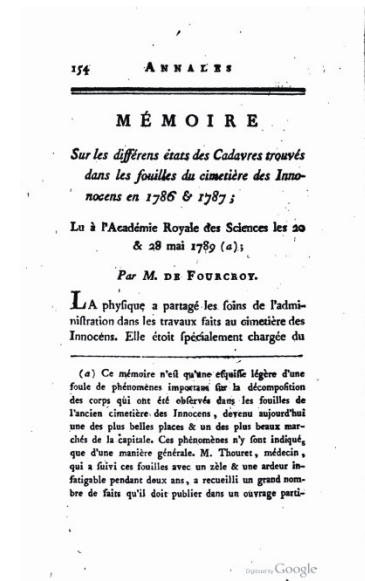 154 ANNALES
MÉMOIRE
Sur les différens états des Cadavres trouvés
dans les fouilles du cimetière des Inno-
nocens en 1786 & 1787 ;
Lu à l'Académie Royale des Sciences les 20
& 28 mai 1789 (a) ;
Par M. DE FOURCROY.
LA physique a partagé les soins de l'admi-
nistration dans les travaux faits au cimetière des
Innocens. Elle étoit spécialement chargée du
(a) Ce mémoire n'est qu'une esquisse légère d'une
foule de phénomènes importans sur la décomposition
des corps qui ont été observés dans les fouilles de
l'ancien cimetière des Innocens, devenu aujourd'hui
une des plus belles places & un des plus beaux mar-
chés de la capitale. Ces phénomènes n'y sont indiqués
que d'une manière générale. M. Thouret, médecin,
qui a suivi ces fouilles avec un zèle & une ardeur in-
fatigable pendant deux ans, a recueilli un grand nom-
bre de faits qu'il doit publier dans un ouvrage parti-
Digitized by Google